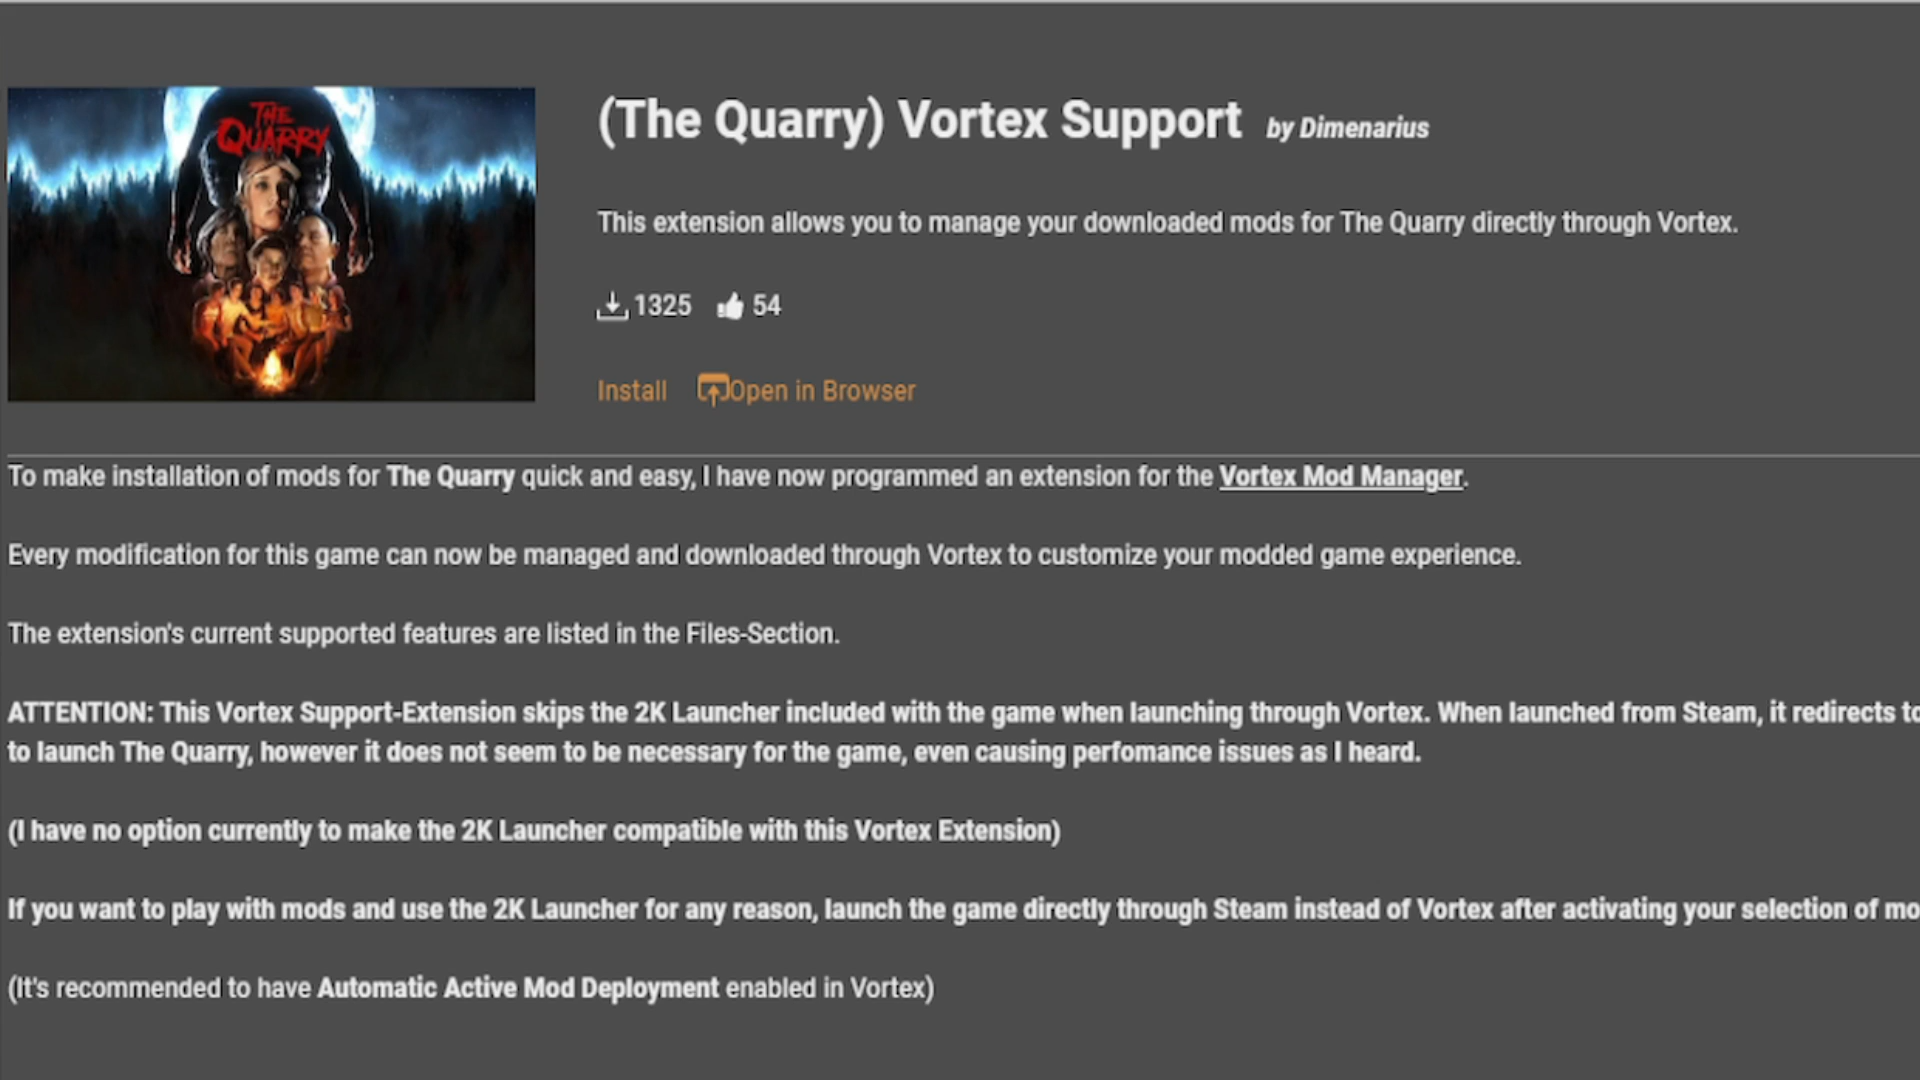 THE
QUARRY
(The Quarry) Vortex Support by Dimenarius
This extension allows you to manage your downloaded mods for The Quarry directly through Vortex.
1325 54
Install Open in Browser
To make installation of mods for The Quarry quick and easy, I have now programmed an extension for the Vortex Mod Manager.
Every modification for this game can now be managed and downloaded through Vortex to customize your modded game experience.
The extension's current supported features are listed in the Files-Section.
ATTENTION: This Vortex Support-Extension skips the 2K Launcher included with the game when launching through Vortex. When launched from Steam, it redirects to
to launch The Quarry, however it does not seem to be necessary for the game, even causing perfomance issues as I heard.
(I have no option currently to make the 2K Launcher compatible with this Vortex Extension)
If you want to play with mods and use the 2K Launcher for any reason, launch the game directly through Steam instead of Vortex after activating your selection of mo
(It's recommended to have Automatic Active Mod Deployment enabled in Vortex)